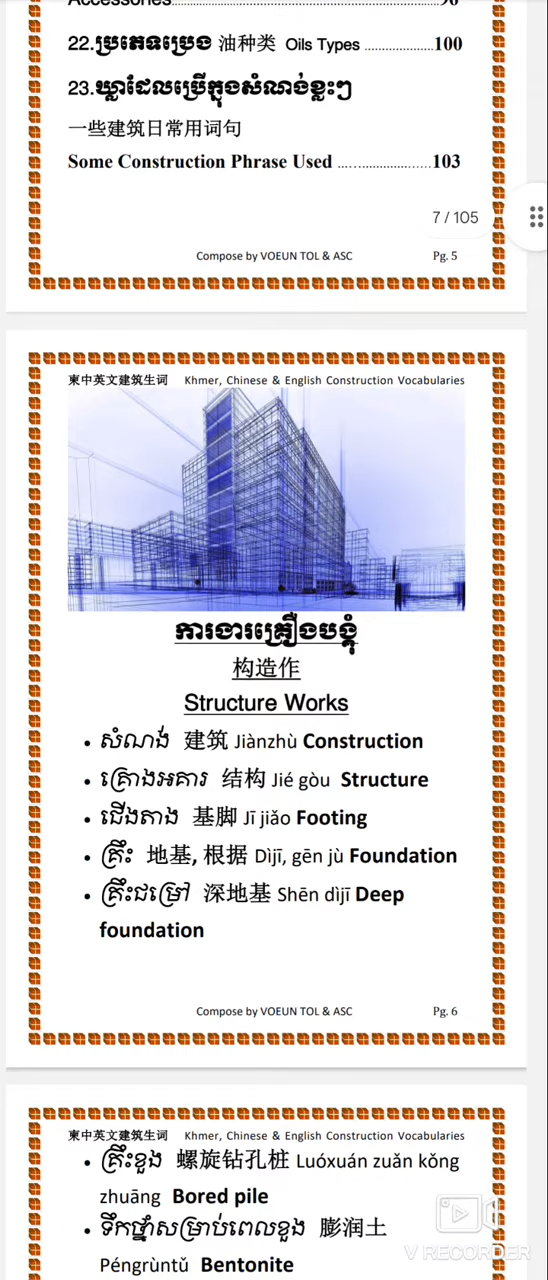 Accessories..............................................96
22.ប្រភេទប្រេង 油种类 Oils Types ...................100
23.ឃ្លាដែលប្រើក្នុងសំណង់ខ្លះៗ
一些建筑日常用词句
Some Construction Phrase Used .......................103
7 / 105
Compose by VOEUN TOL & ASC Pg. 5
柬中英文建筑生词 Khmer, Chinese & English Construction Vocabularies
ការងារគ្រឿងបង្គុំ
构造作
Structure Works
• សំណង់ 建筑 Jiànzhù Construction
• គ្រោងអគារ 结构 Jié gòu Structure
• ជើងតាង 基脚 Jī jiǎo Footing
• គ្រឹះ 地基, 根据 Dìjī, gēn jù Foundation
• គ្រឹះជម្រៅ 深地基 Shēn dìjī Deep
foundation
Compose by VOEUN TOL & ASC Pg. 6
柬中英文建筑生词 Khmer, Chinese & English Construction Vocabularies
• គ្រឹះខួង 螺旋钻孔桩 Luóxuán zuǎn kǒng
zhuāng Bored pile
• ទឹកថ្នាំសម្រាប់ពេលខួង 膨润土
Péngrùntǔ Bentonite
V RECORDER